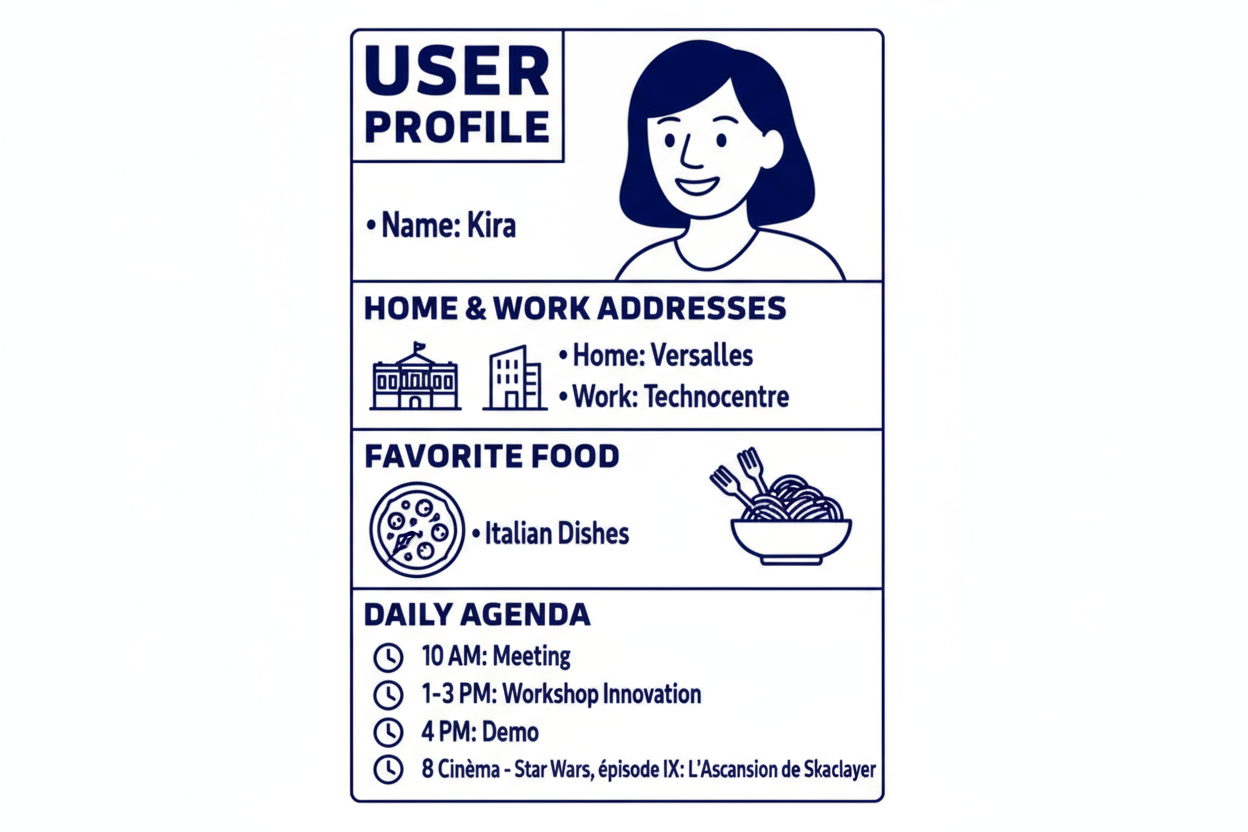 USER
PROFILE
• Name: Kira
HOME & WORK ADDRESSES
• Home: Versalles
• Work: Technocentre
FAVORITE FOOD
• Italian Dishes
DAILY AGENDA
10 AM: Meeting
1-3 PM: Workshop Innovation
4 PM: Demo
8 Cinèma - Star Wars, épisode IX: L'Ascansion de Skaclayer